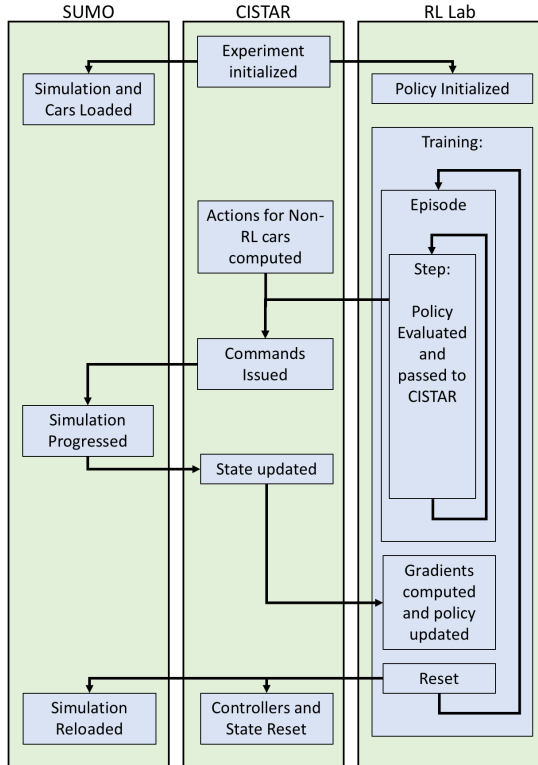 SUMO
CISTAR
RL Lab
Experiment
initialized
Simulation and
Cars Loaded
Policy Initialized
Training:
Episode
Actions for Non-
RL cars
computed
Step:
Policy
Evaluated
and
passed to
CISTAR
Commands
Issued
Simulation
Progressed
State updated
Gradients
computed
and policy
updated
Reset
Simulation
Reloaded
Controllers and
State Reset